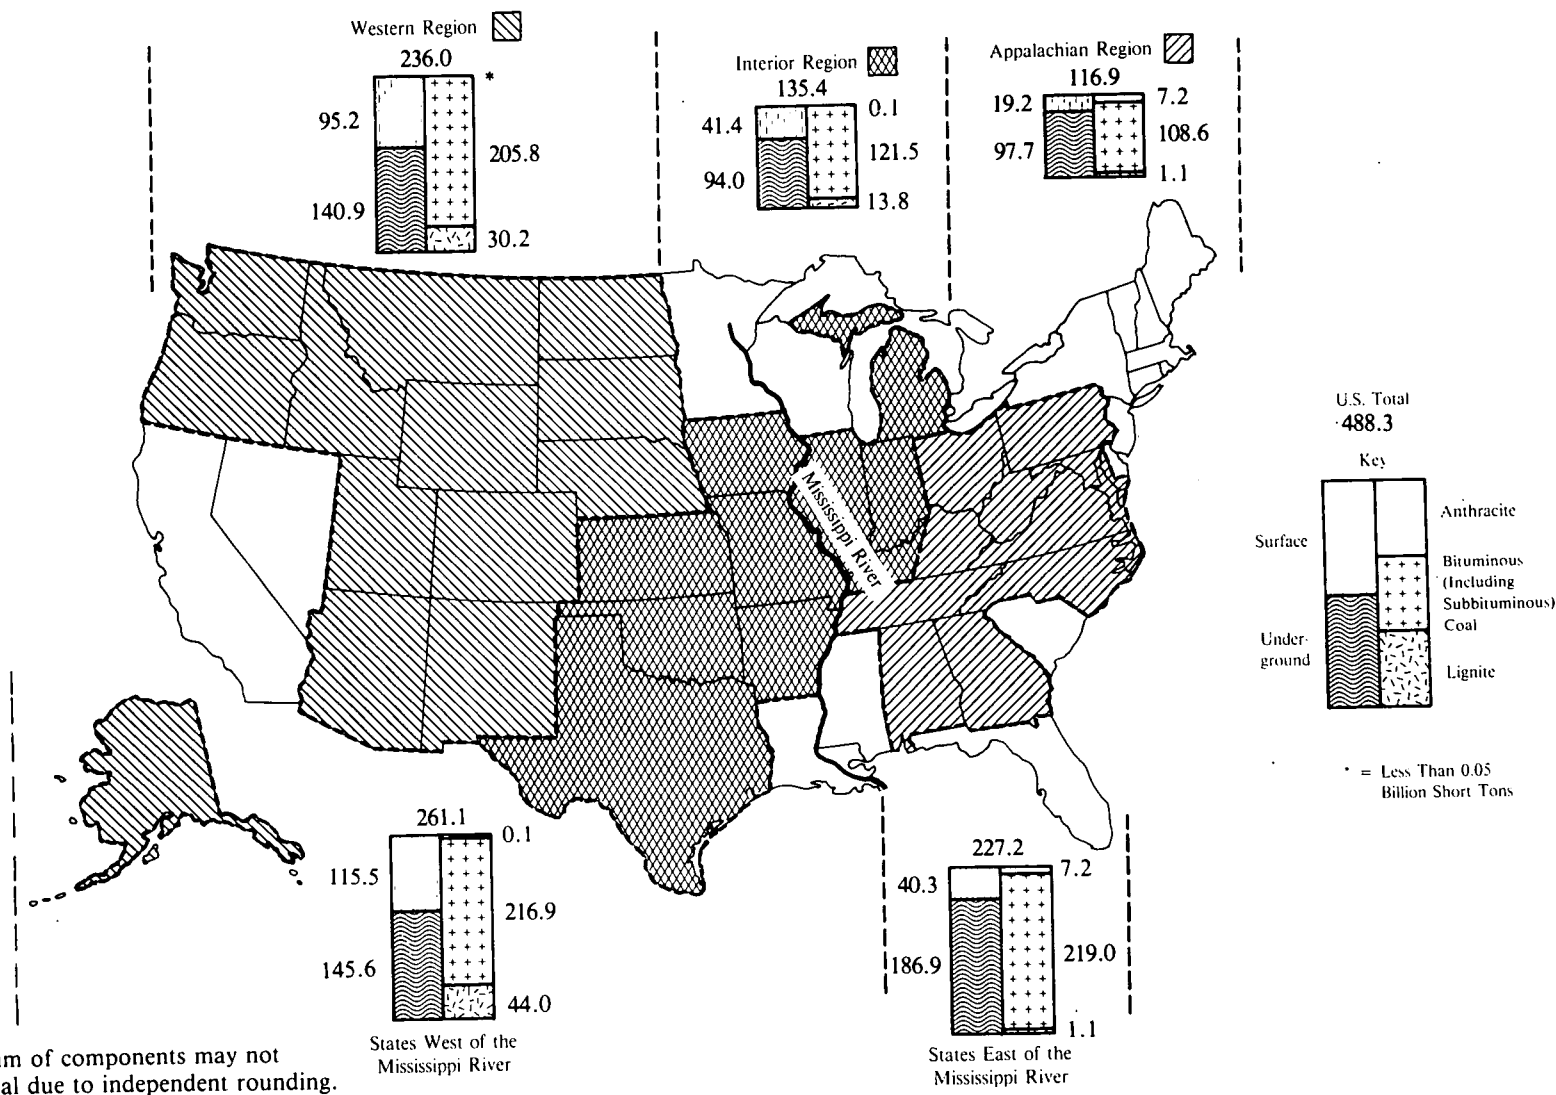 Western Region
236.0
*
95.2
205.8
140.9
30.2
Interior Region
135.4
0.1
41.4
121.5
94.0
13.8
Appalachian Region
116.9
19.2
7.2
108.6
97.7
1.1
U.S. Total
488.3
Key
Surface
Anthracite
Bituminous
(Including
Subbituminous)
Coal
Under-
ground
Lignite
* = Less Than 0.05
Billion Short Tons
Mississippi River
261.1
0.1
115.5
216.9
145.6
44.0
States West of the
Mississippi River
227.2
7.2
40.3
186.9
219.0
1.1
States East of the
Mississippi River
of components may not
due to independent rounding.